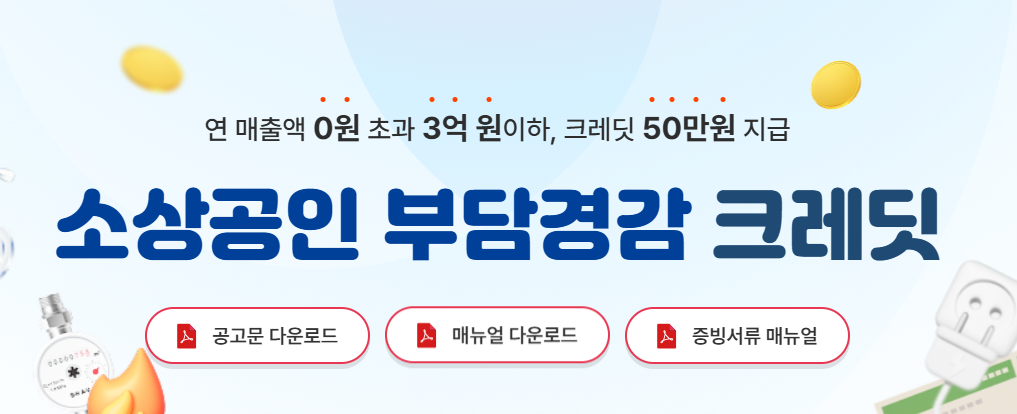 연 매출액 0원 초과 3억 원이하, 크레딧 50만원 지급
소상공인 부담경감 크레딧
공고문 다운로드
매뉴얼 다운로드
증빙서류 매뉴얼